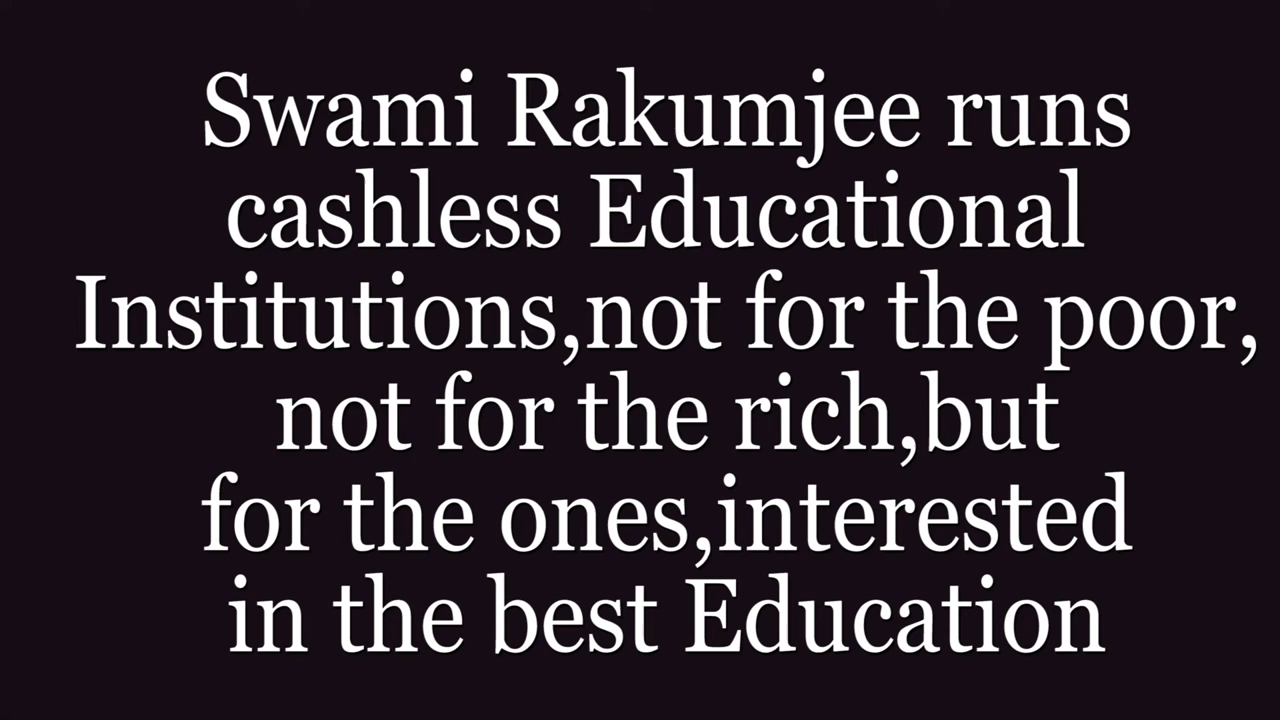 Swami Rakumjee runs
cashless Educational
Institutions,not for the poor,
not for the rich,but
for the ones,interested
in the best Education